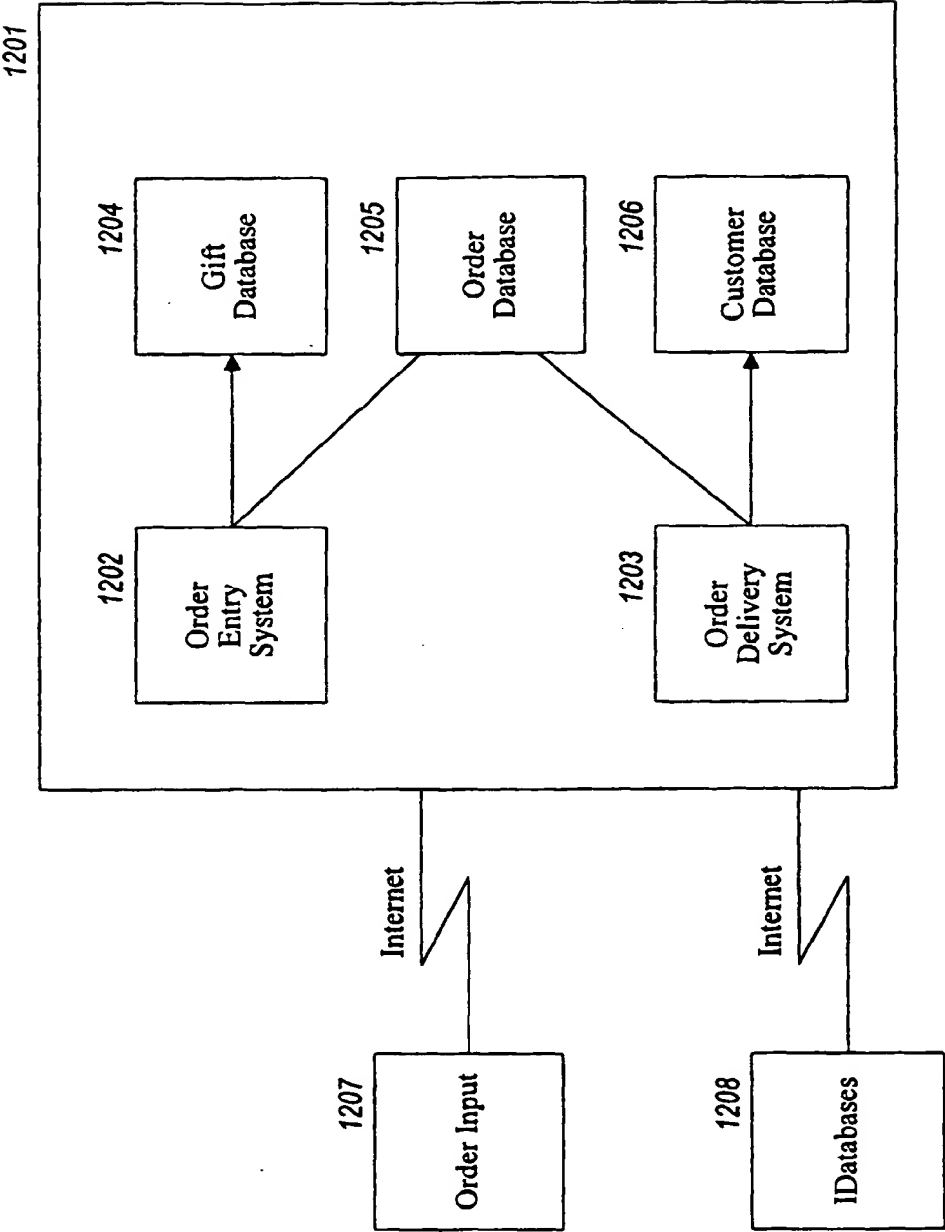 1201
1202
Order
Entry
System
1204
Gift
Database
1205
Order
Database
1203
Order
Delivery
System
1206
Customer
Database
1207
Order Input
Internet
1208
IDatabases
Internet